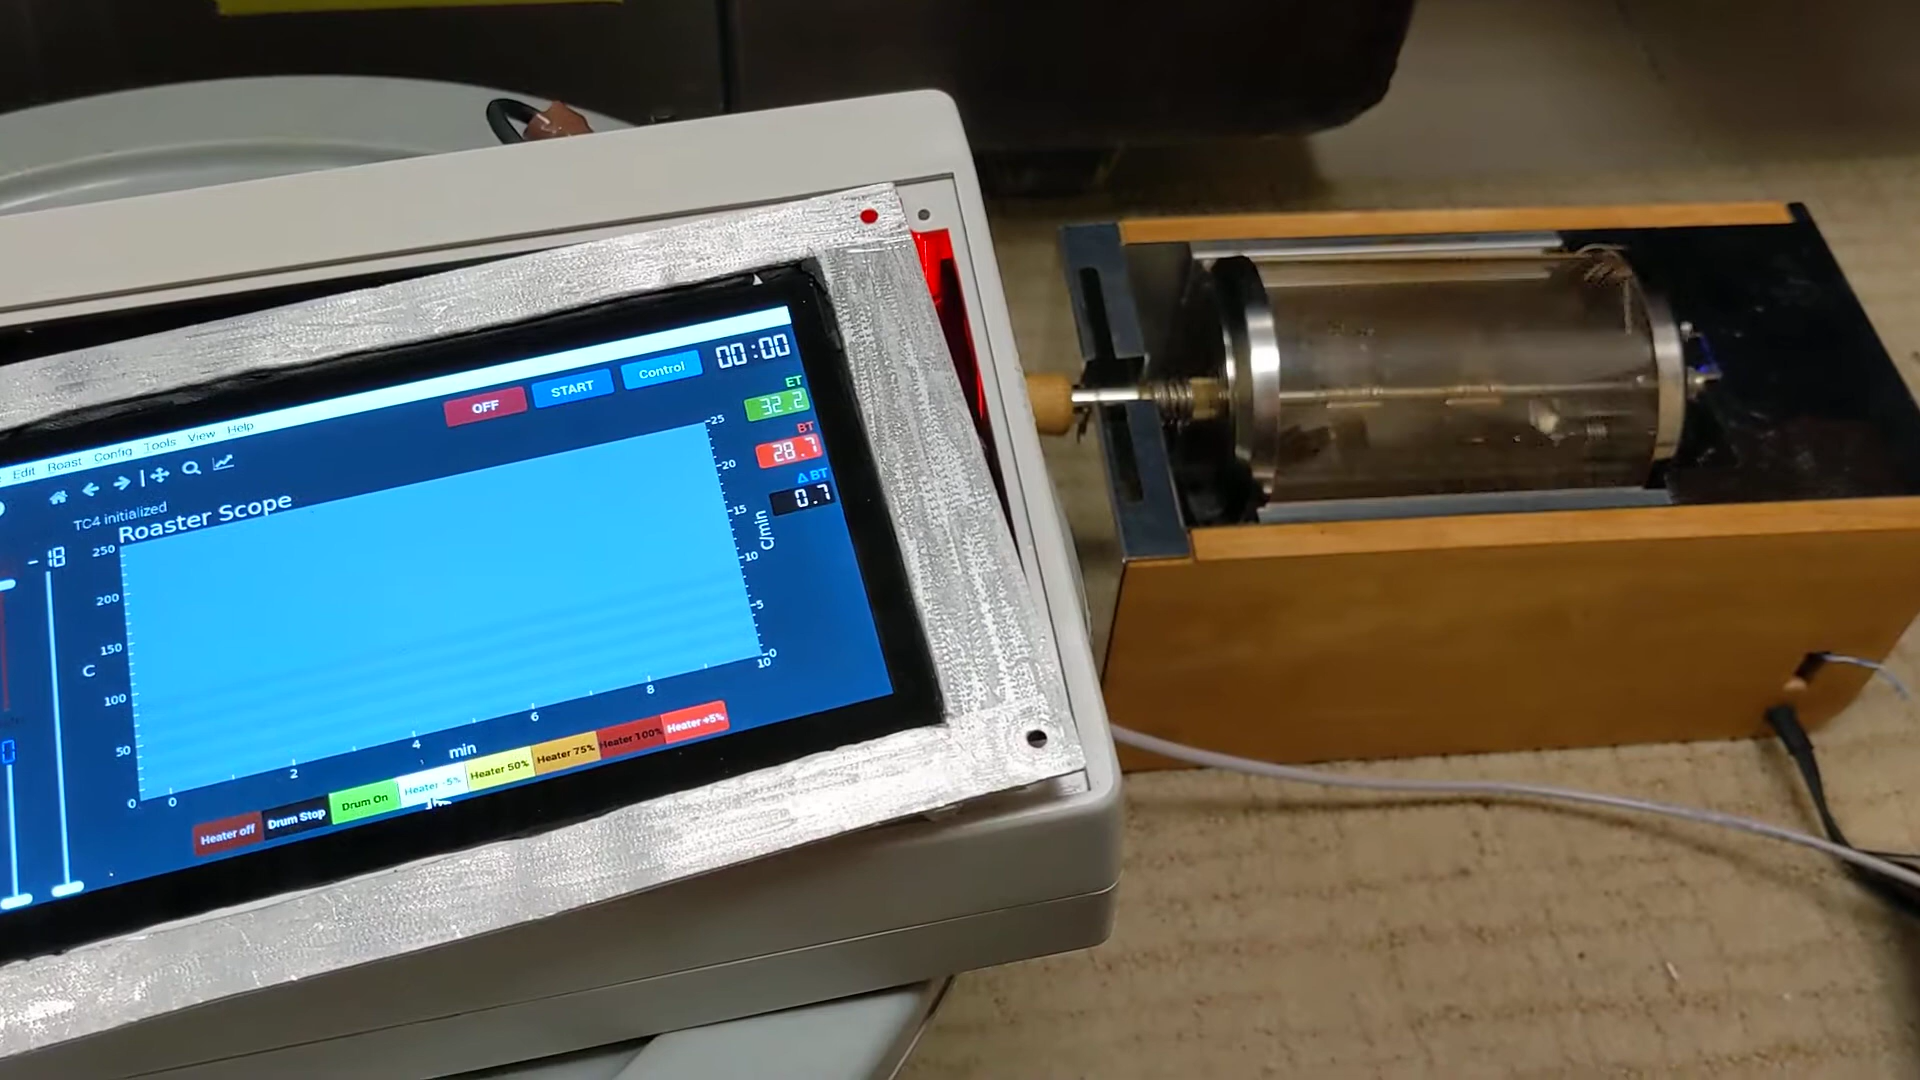 Edit Roast Config Tools View Help
OFF START Control 00:00
TC4 initialized
Roaster Scope
ET
32.2
BT
28.7
Δ BT
0.7
-18
0
250
200
150
100
50
0
C
25
20
15
10
5
0
C/min
0 2 4 6 8 10
min
Heater off Drum Stop Drum On Heater -5% Heater 50% Heater 75% Heater 100% Heater +5%